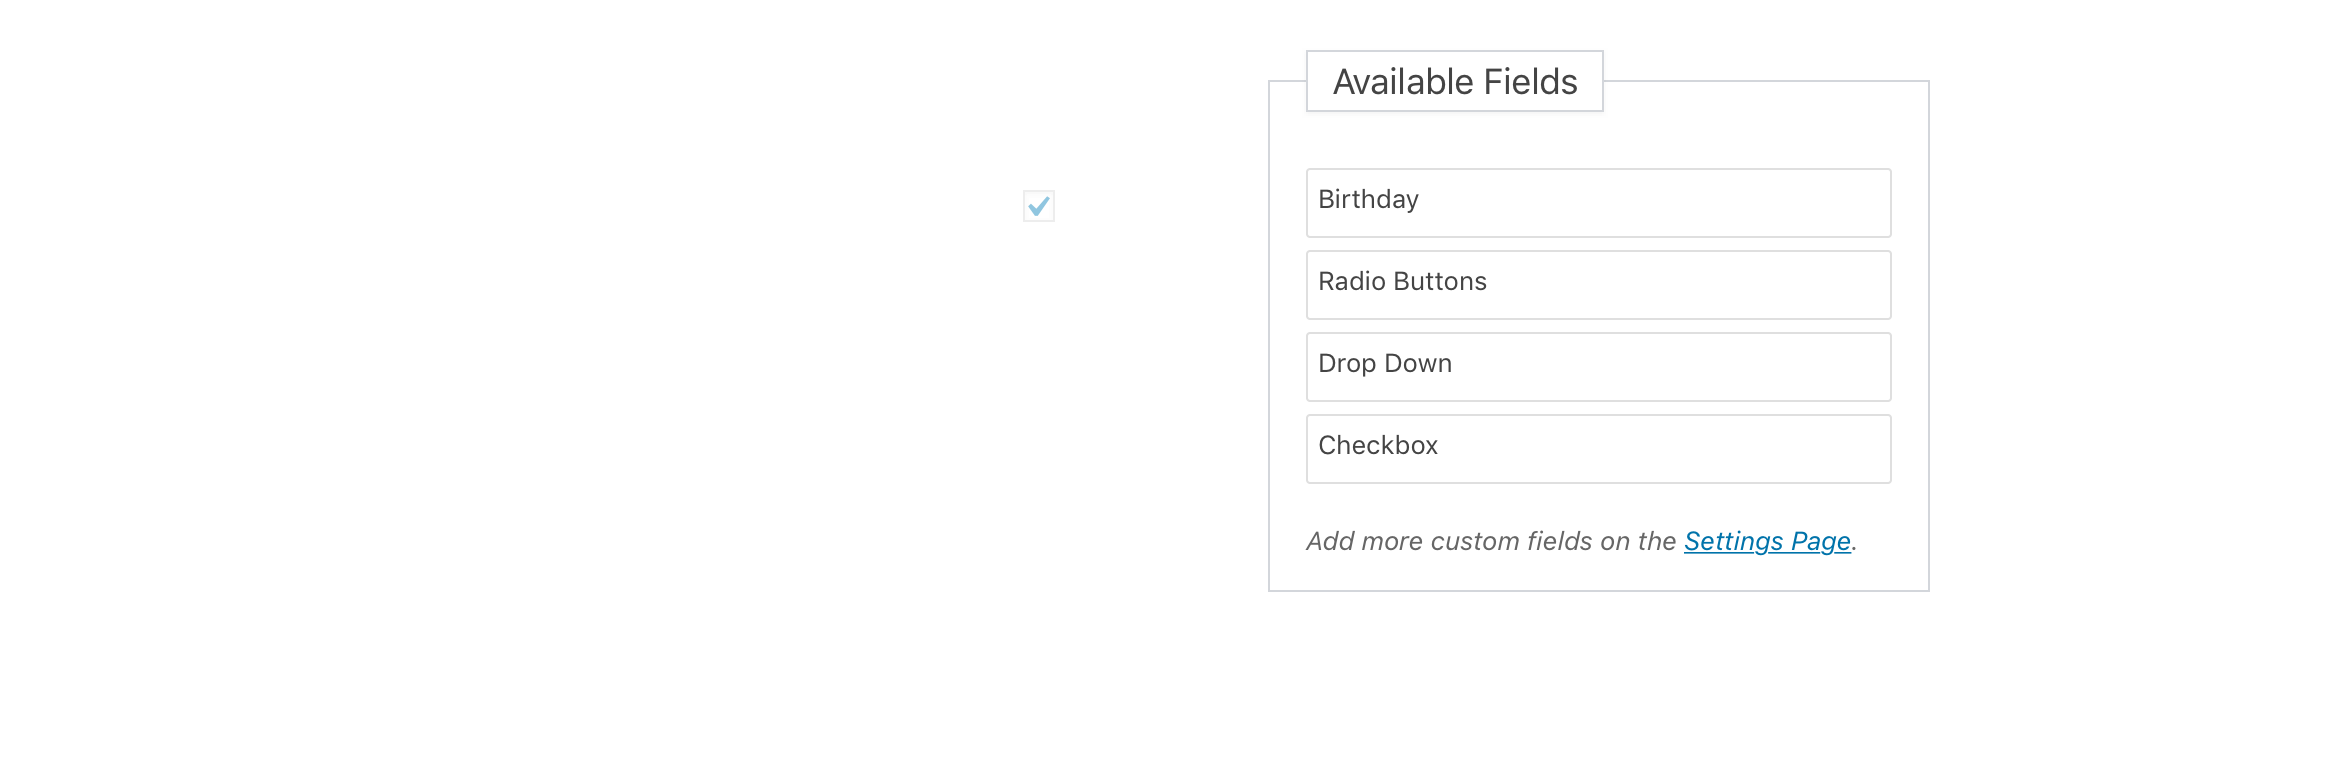 Available Fields
Birthday
Radio Buttons
Drop Down
Checkbox
Add more custom fields on the Settings Page.